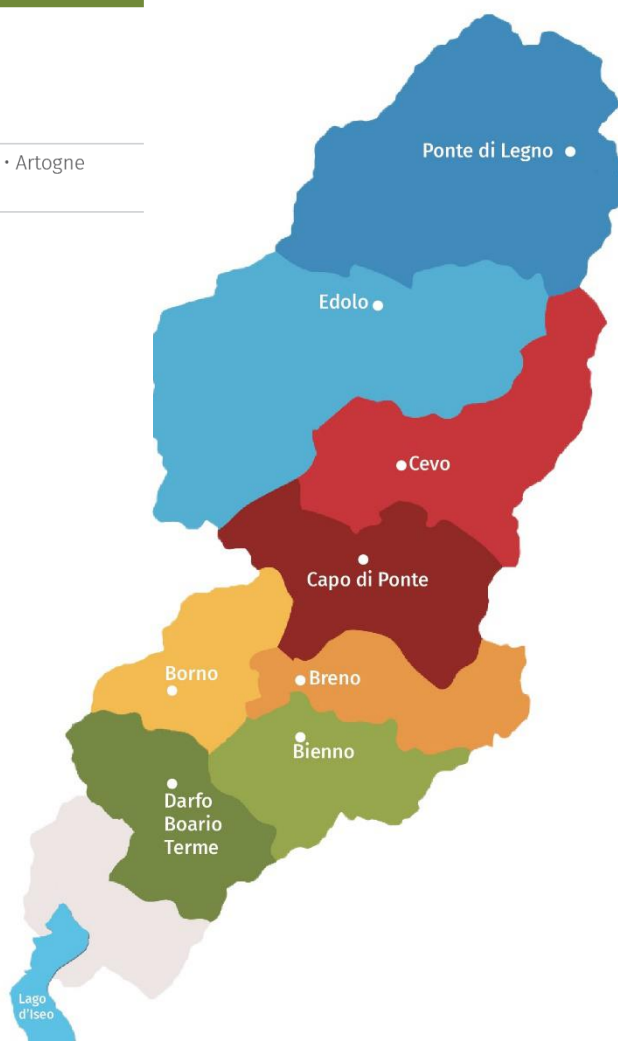 • Artogne
Ponte di Legno
Edolo
Cevo
Capo di Ponte
Borno
Breno
Bienno
Darfo
Boario
Terme
Lago
d'Iseo